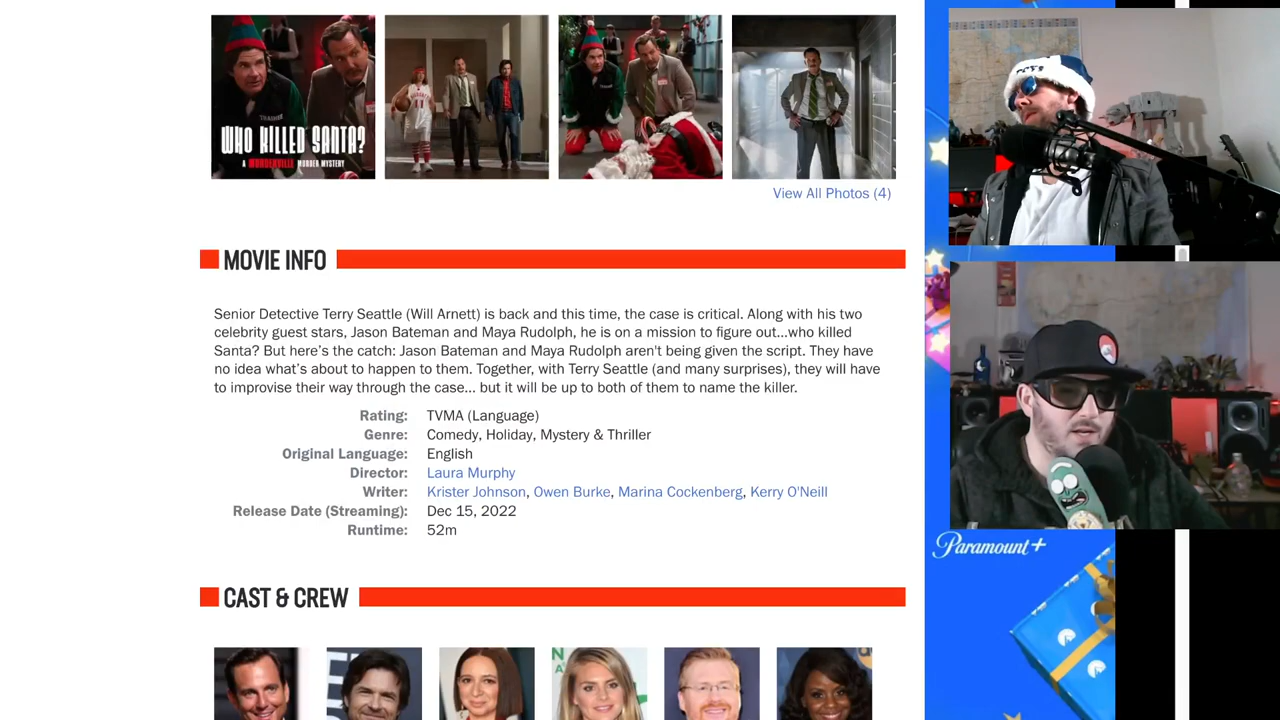 WHO KILLED SANTA?
A MURDERVILLE MURDER MYSTERY
View All Photos (4)
MOVIE INFO
Senior Detective Terry Seattle (Will Arnett) is back and this time, the case is critical. Along with his two
celebrity guest stars, Jason Bateman and Maya Rudolph, he is on a mission to figure out...who killed
Santa? But here's the catch: Jason Bateman and Maya Rudolph aren't being given the script. They have
no idea what's about to happen to them. Together, with Terry Seattle (and many surprises), they will have
to improvise their way through the case... but it will be up to both of them to name the killer.
Rating: TVMA (Language)
Genre: Comedy, Holiday, Mystery & Thriller
Original Language: English
Director: Laura Murphy
Writer: Krister Johnson, Owen Burke, Marina Cockenberg, Kerry O'Neill
Release Date (Streaming): Dec 15, 2022
Runtime: 52m
CAST & CREW
Paramount+